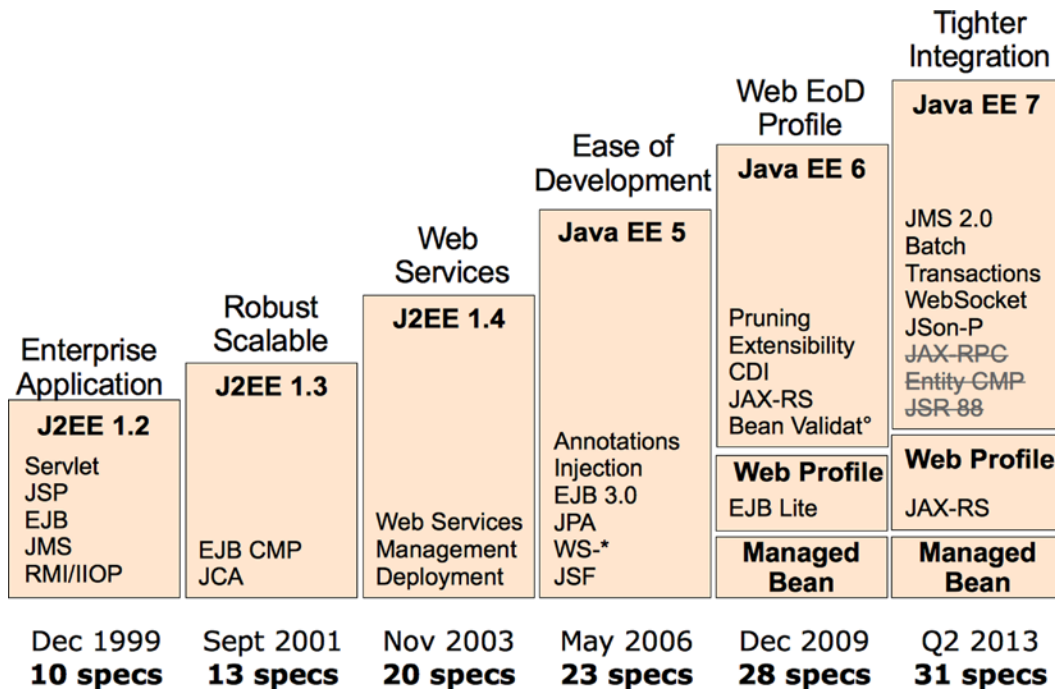 Enterprise
Application
J2EE 1.2
Servlet
JSP
EJB
JMS
RMI/IIOP
Dec 1999
10 specs
Robust
Scalable
J2EE 1.3
EJB CMP
JCA
Sept 2001
13 specs
Web
Services
J2EE 1.4
Web Services
Management
Deployment
Nov 2003
20 specs
Ease of
Development
Java EE 5
Annotations
Injection
EJB 3.0
JPA
WS-*
JSF
May 2006
23 specs
Web EoD
Profile
Java EE 6
Pruning
Extensibility
CDI
JAX-RS
Bean Validat°
Web Profile
EJB Lite
Managed
Bean
Dec 2009
28 specs
Tighter
Integration
Java EE 7
JMS 2.0
Batch
Transactions
WebSocket
JSon-P
JAX-RPC
Entity CMP
JSR 88
Web Profile
JAX-RS
Managed
Bean
Q2 2013
31 specs